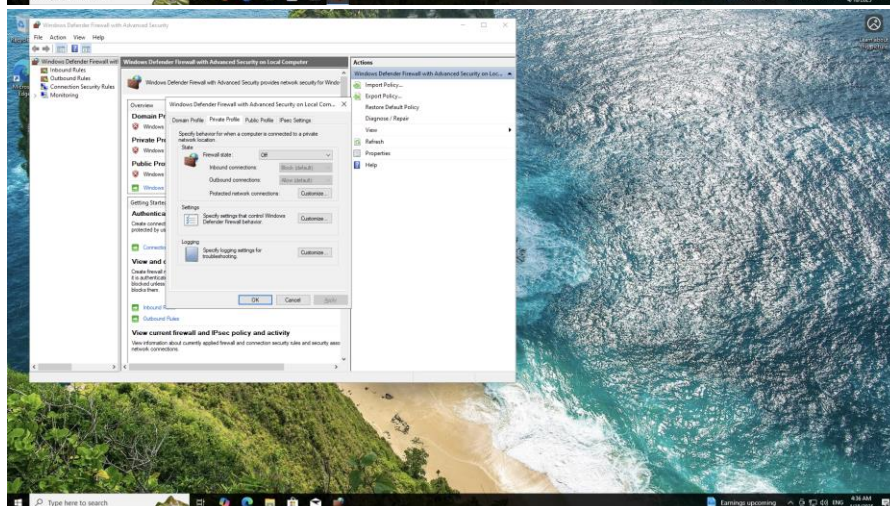 Windows Defender Firewall with Advanced Security
File Action View Help
Windows Defender Firewall with
Inbound Rules
Outbound Rules
Connection Security Rules
Monitoring
Windows Defender Firewall with Advanced Security on Local Computer
Windows Defender Firewall with Advanced Security provides network security for Windo
Overview
Domain P
Windows
Private Pr
Windows
Public Pro
Windows
Windows
Getting Starte
Authentica
Create connect
protected by us
Connectio
View and c
Create firewall r
it is authenticate
blocked unless
blocks them
Inbound R
Outbound Rules
View current firewall and IPsec policy and activity
View information about currently applied firewall and connection security rules and security asso
network connections.
Windows Defender Firewall with Advanced Security on Local Com...
Domain Profile Private Profile Public Profile IPsec Settings
Specify behavior for when a computer is connected to a private
network location.
State
Firewall state: Off
Inbound connections: Block (default)
Outbound connections: Allow (default)
Protected network connections: Customize...
Settings
Specify settings that control Windows
Defender Firewall behavior.
Customize...
Logging
Specify logging settings for
troubleshooting.
Customize...
OK Cancel Apply
Actions
Windows Defender Firewall with Advanced Security on Loc...
Import Policy...
Export Policy...
Restore Default Policy
Diagnose / Repair
View
Refresh
Properties
Help
Type here to search
Earnings upcoming
ENG
4:36 AM